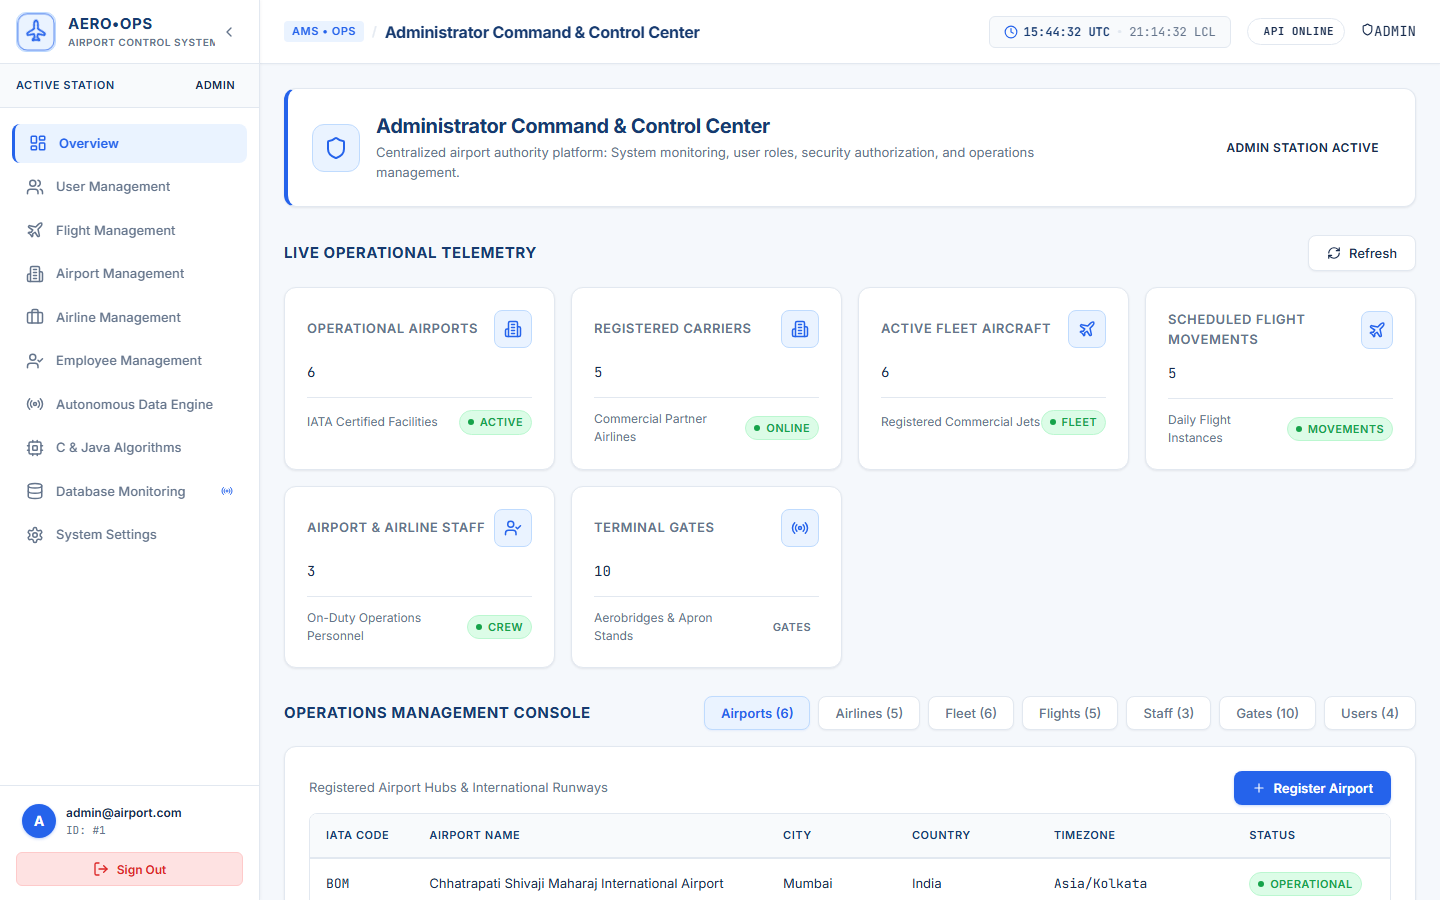 AERO•OPS
AIRPORT CONTROL SYSTEM
ACTIVE STATION ADMIN
Overview
User Management
Flight Management
Airport Management
Airline Management
Employee Management
Autonomous Data Engine
C & Java Algorithms
Database Monitoring
System Settings
A
admin@airport.com
ID: #1
Sign Out
AMS • OPS / Administrator Command & Control Center
15:44:32 UTC • 21:14:32 LCL
API ONLINE
ADMIN
Administrator Command & Control Center
Centralized airport authority platform: System monitoring, user roles, security authorization, and operations
management.
ADMIN STATION ACTIVE
LIVE OPERATIONAL TELEMETRY
Refresh
OPERATIONAL AIRPORTS
6
IATA Certified Facilities
ACTIVE
REGISTERED CARRIERS
5
Commercial Partner
Airlines
ONLINE
ACTIVE FLEET AIRCRAFT
6
Registered Commercial Jets
FLEET
SCHEDULED FLIGHT
MOVEMENTS
5
Daily Flight
Instances
MOVEMENTS
AIRPORT & AIRLINE STAFF
3
On-Duty Operations
Personnel
CREW
TERMINAL GATES
10
Aerobridges & Apron
Stands
GATES
OPERATIONS MANAGEMENT CONSOLE
Airports (6) Airlines (5) Fleet (6) Flights (5) Staff (3) Gates (10) Users (4)
Registered Airport Hubs & International Runways
+ Register Airport
IATA CODE AIRPORT NAME CITY COUNTRY TIMEZONE STATUS
BOM Chhatrapati Shivaji Maharaj International Airport Mumbai India Asia/Kolkata OPERATIONAL